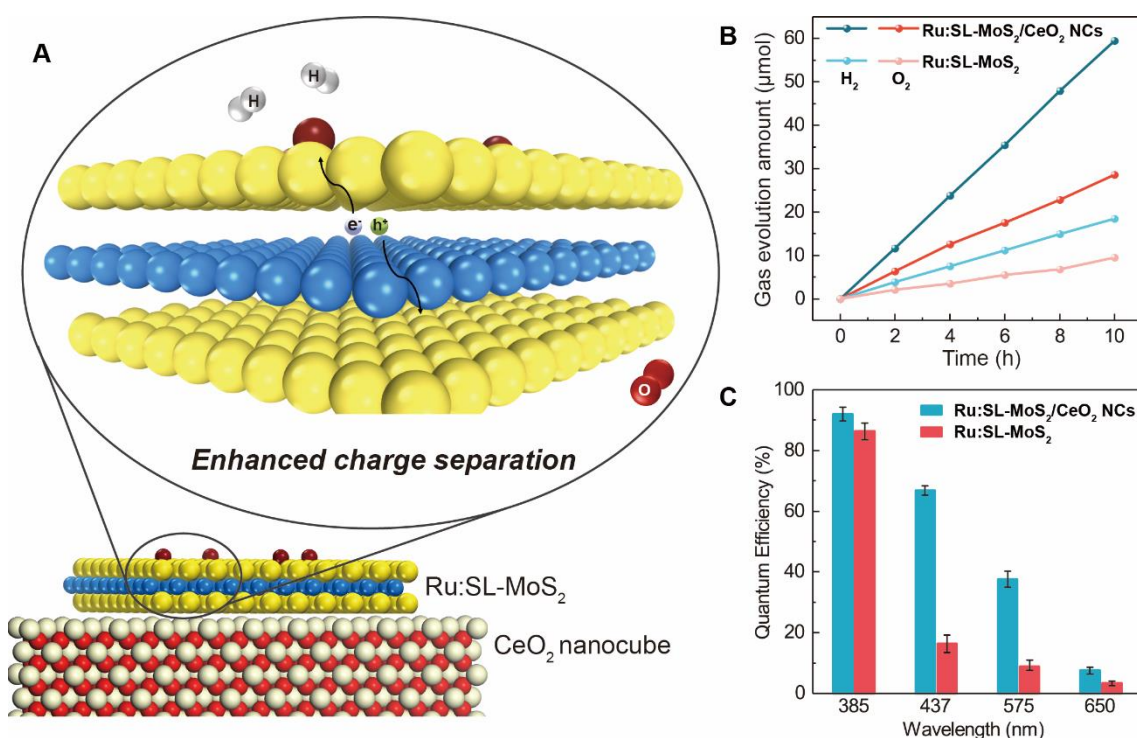 A
H
H
e⁻
h⁺
O
Enhanced charge separation
Ru:SL-MoS₂
CeO₂ nanocube
B
Ru:SL-MoS₂/CeO₂ NCs
H₂ O₂ Ru:SL-MoS₂
Gas evolution amount (μmol)
60
50
40
30
20
10
0
0 2 4 6 8 10
Time (h)
C
Ru:SL-MoS₂/CeO₂ NCs
Ru:SL-MoS₂
Quantum Efficiency (%)
100
80
60
40
20
0
385 437 575 650
Wavelength (nm)